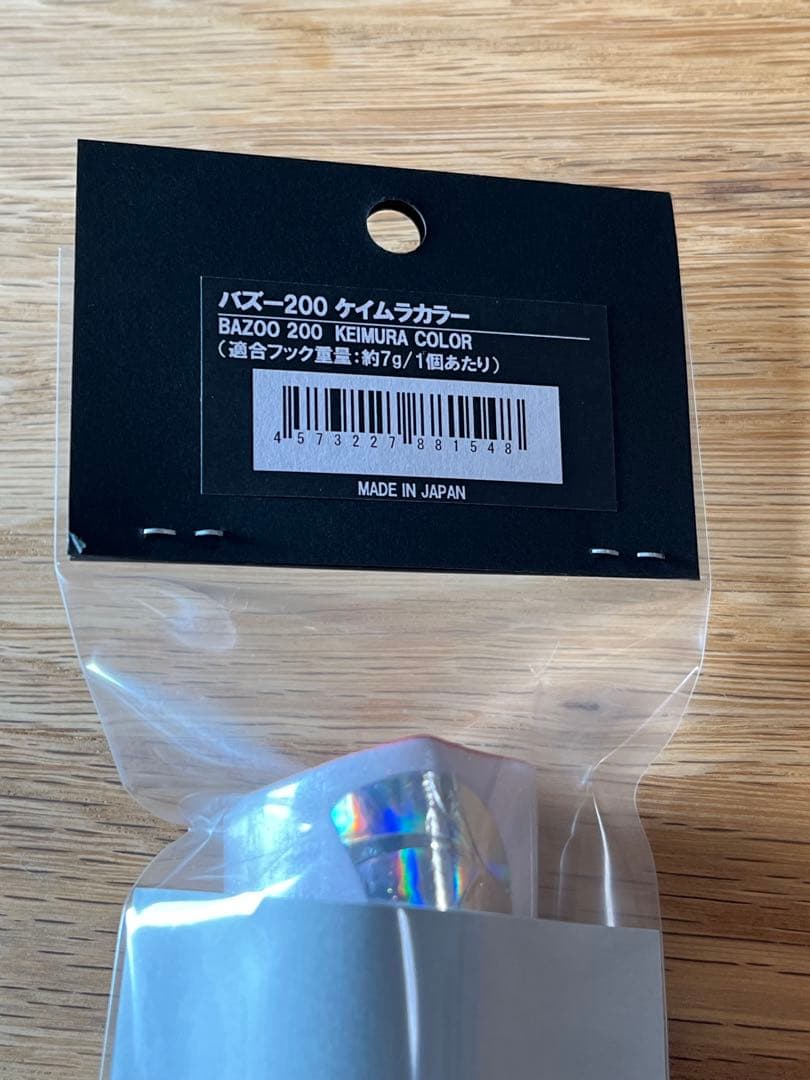 バズー200 ケイムラカラー
BAZOO 200 KEIMURA COLOR
(適合フック重量:約7g/1個あたり)
4573227881548
MADE IN JAPAN